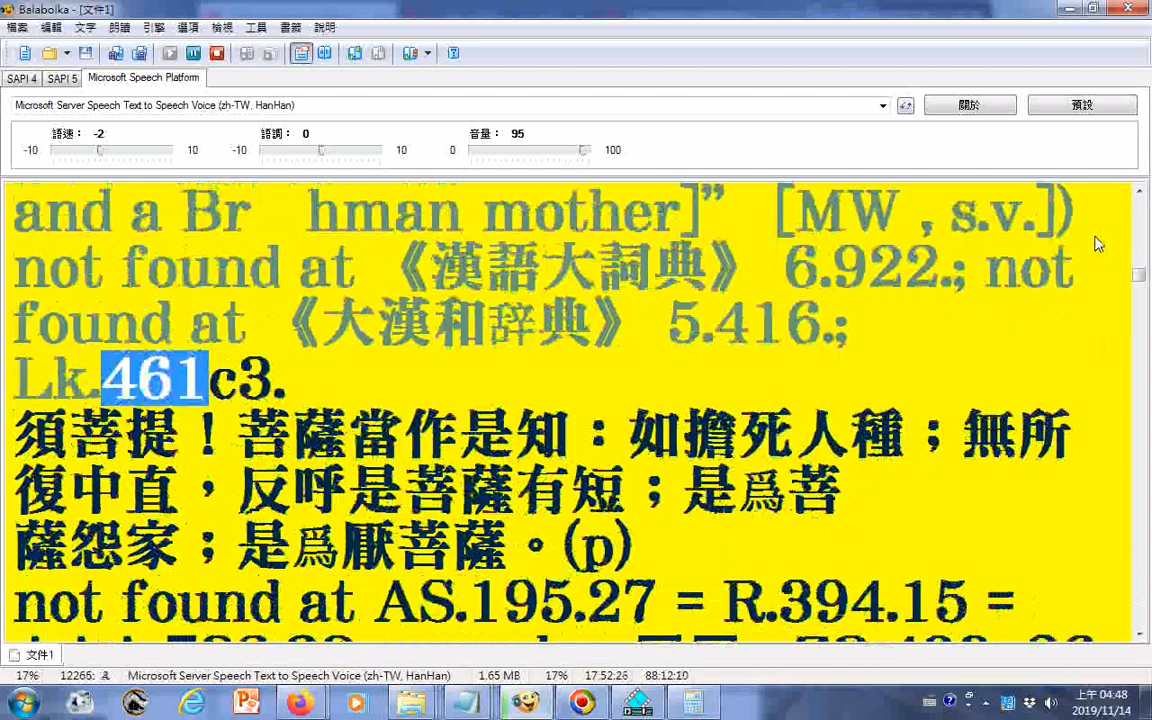 Balabolka - [文件1]
檔案 編輯 文字 朗讀 引擎 選項 檢視 工具 書籤 說明
SAPI 4 SAPI 5 Microsoft Speech Platform
Microsoft Server Speech Text to Speech Voice (zh-TW, HanHan) 關於 預設
語速： -2 語調： 0 音量： 95
-10 10 -10 10 0 100
and a Br hman mother]” [MW , s.v.])
not found at 《漢語大詞典》 6.922.; not
found at 《大漢和辞典》 5.416.;
Lk.461c3.
須菩提！菩薩當作是知：如擔死人種；無所
復中直，反呼是菩薩有短；是爲菩
薩怨家；是爲厭菩薩。(p)
not found at AS.195.27 = R.394.15 =
文件1
17% 12265: Microsoft Server Speech Text to Speech Voice (zh-TW, HanHan) 1.65 MB 17% 17:52:26 88:12:10
上午 04:48
2019/11/14